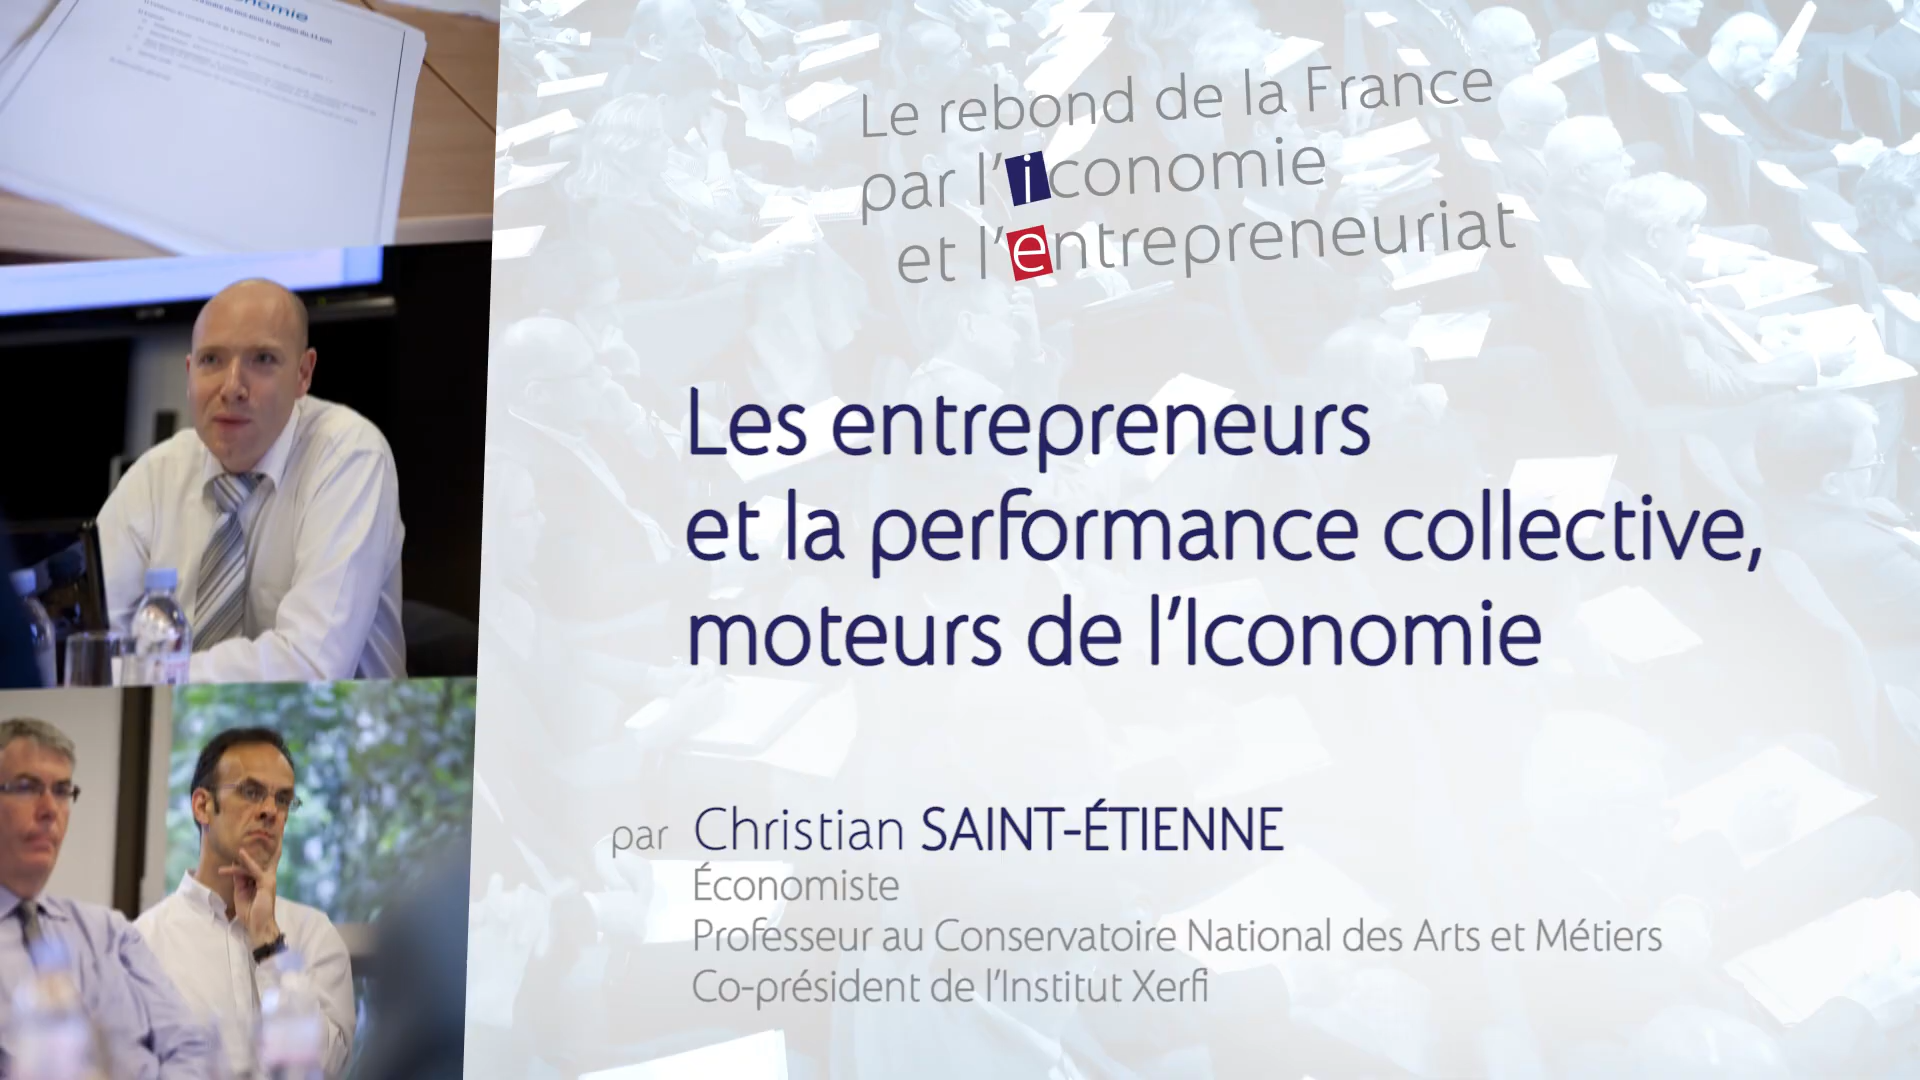 Le rebond de la France
par l’iconomie
et l’entrepreneuriat
Les entrepreneurs
et la performance collective,
moteurs de l’Iconomie
par Christian SAINT-ÉTIENNE
Économiste
Professeur au Conservatoire National des Arts et Métiers
Co-président de l’Institut Xerfi